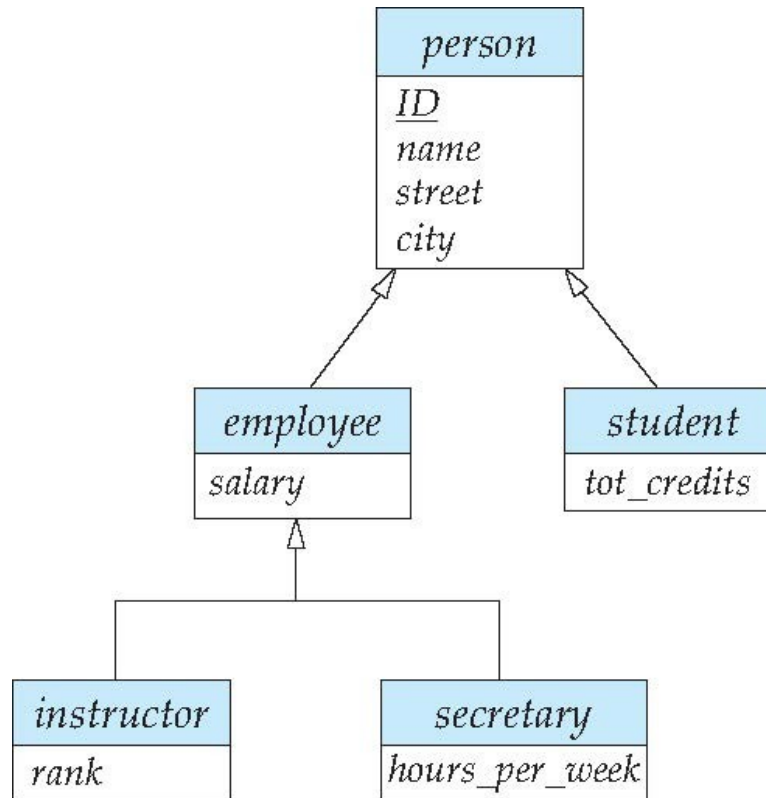 person
ID
name
street
city
employee
salary
student
tot_credits
instructor
rank
secretary
hours_per_week